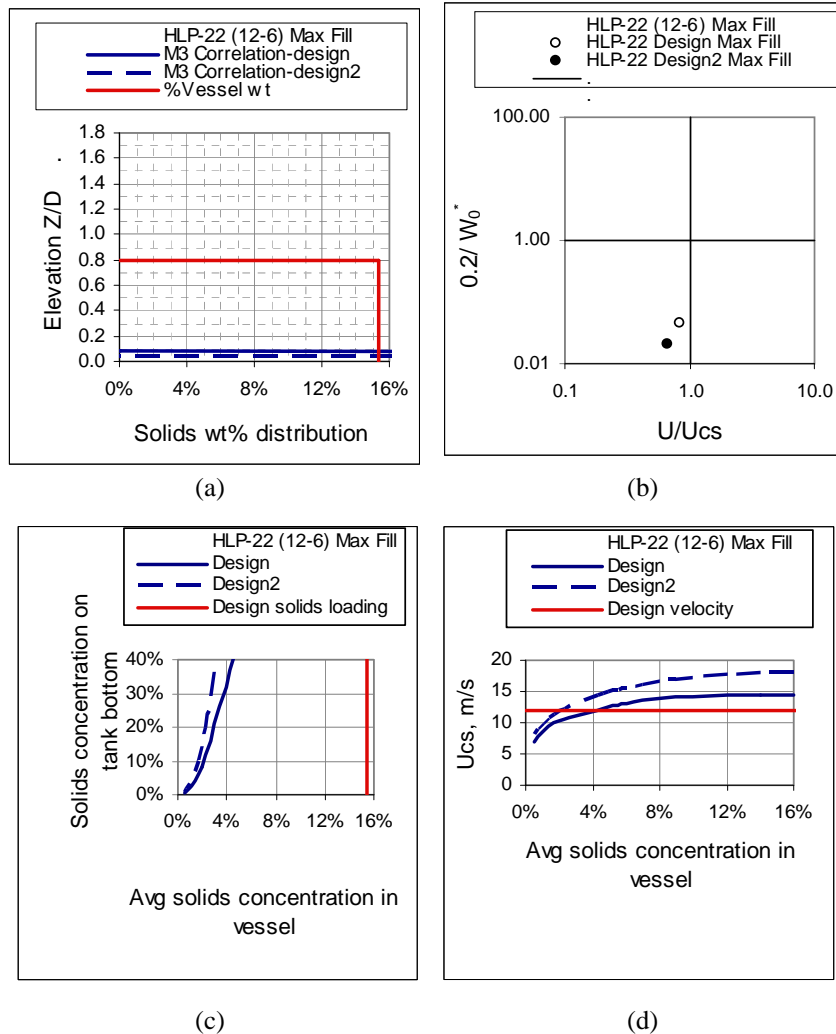 HLP-22 (12-6) Max Fill
M3 Correlation-design
M3 Correlation-design2
%Vessel wt
1.8
1.6
1.4
1.2
1.0
0.8
0.6
0.4
0.2
0.0
Elevation Z/D
0% 4% 8% 12% 16%
Solids wt% distribution
(a)
HLP-22 (12-6) Max Fill
HLP-22 Design Max Fill
HLP-22 Design2 Max Fill
.
.
100.00
1.00
0.01
0.2/ W₀*
0.1 1.0 10.0
U/Ucs
(b)
HLP-22 (12-6) Max Fill
Design
Design2
Design solids loading
Solids concentration on
tank bottom
40%
30%
20%
10%
0%
0% 4% 8% 12% 16%
Avg solids concentration in
vessel
(c)
HLP-22 (12-6) Max Fill
Design
Design2
Design velocity
Ucs, m/s
20
15
10
5
0
0% 4% 8% 12% 16%
Avg solids concentration in
vessel
(d)